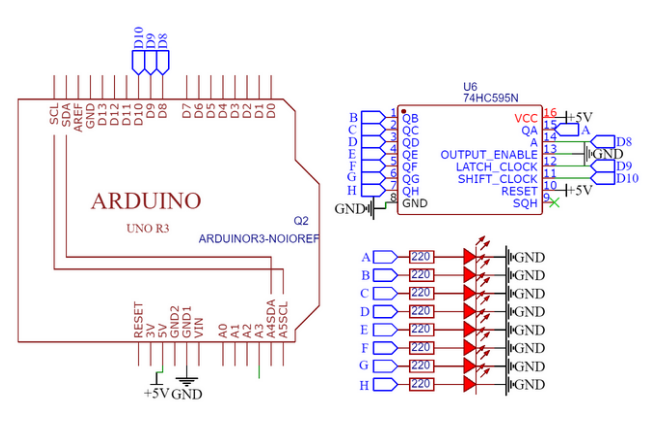 D10
D9
D8
SCL
SDA
AREF
GND
D13
D12
D11
D10
D9
D8
D7
D6
D5
D4
D3
D2
D1
D0
ARDUINO
UNO R3
Q2
ARDUINOR3-NOIOREF
RESET
3V
5V
GND2
GND1
VIN
A0
A1
A2
A3
A4SDA
A5SCL
+5V
GND
U6
74HC595N
B 1 QB VCC 16 +5V
C 2 QC QA 15 A
D 3 QD A 14 D8
E 4 QE OUTPUT_ENABLE 13 GND
F 5 QF LATCH_CLOCK 12 D9
G 6 QG SHIFT_CLOCK 11 D10
H 7 QH RESET 10 +5V
GND 8 GND SQH 9
A 220 GND
B 220 GND
C 220 GND
D 220 GND
E 220 GND
F 220 GND
G 220 GND
H 220 GND